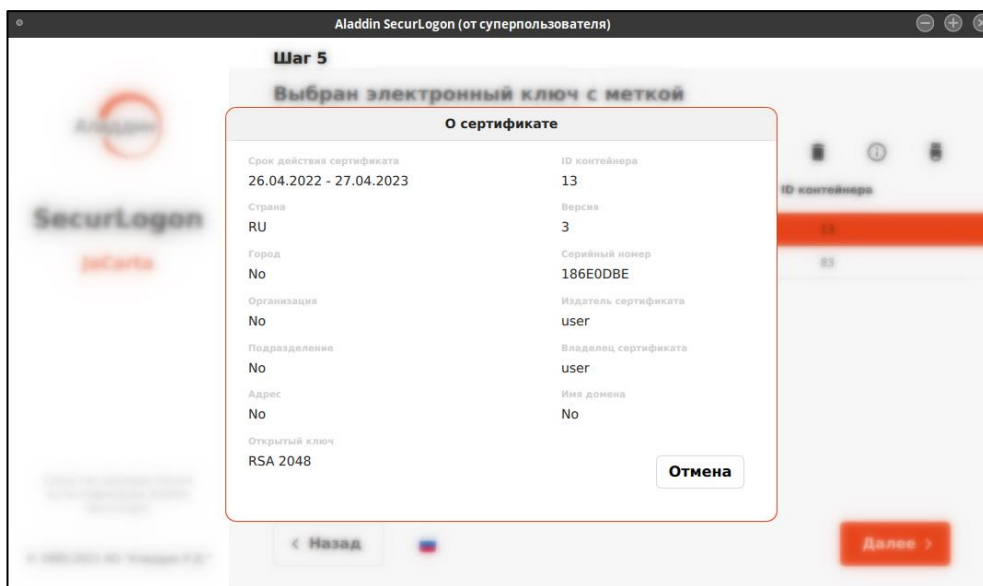 Aladdin SecurLogon (от суперпользователя)
Шаг 5
Выбран электронный ключ с меткой
Аладдин
SecurLogon
JaCarta
О сертификате
Срок действия сертификата
26.04.2022 - 27.04.2023
Страна
RU
Город
No
Организация
No
Подразделение
No
Адрес
No
Открытый ключ
RSA 2048
ID контейнера
13
Версия
3
Серийный номер
186E0DBE
Издатель сертификата
user
Владелец сертификата
user
Имя домена
No
Отмена
ID контейнера
13
83
Назад
Далее